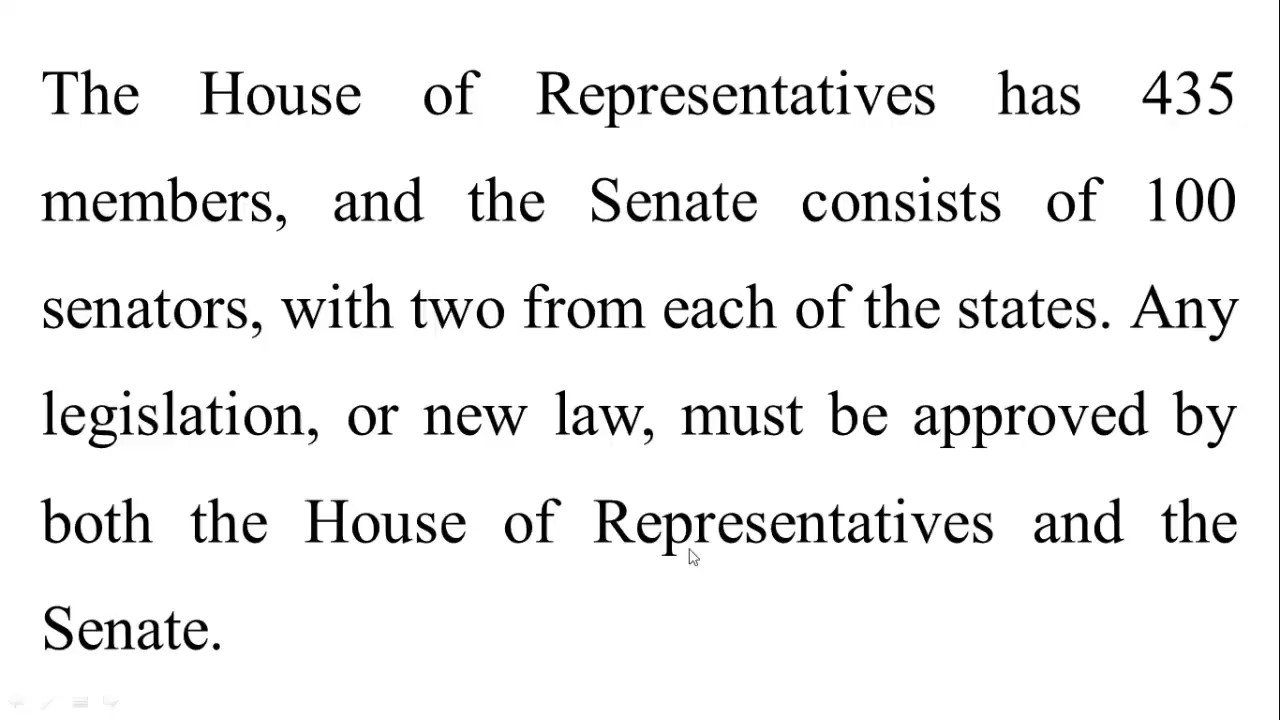 The House of Representatives has 435
members, and the Senate consists of 100
senators, with two from each of the states. Any
legislation, or new law, must be approved by
both the House of Representatives and the
Senate.